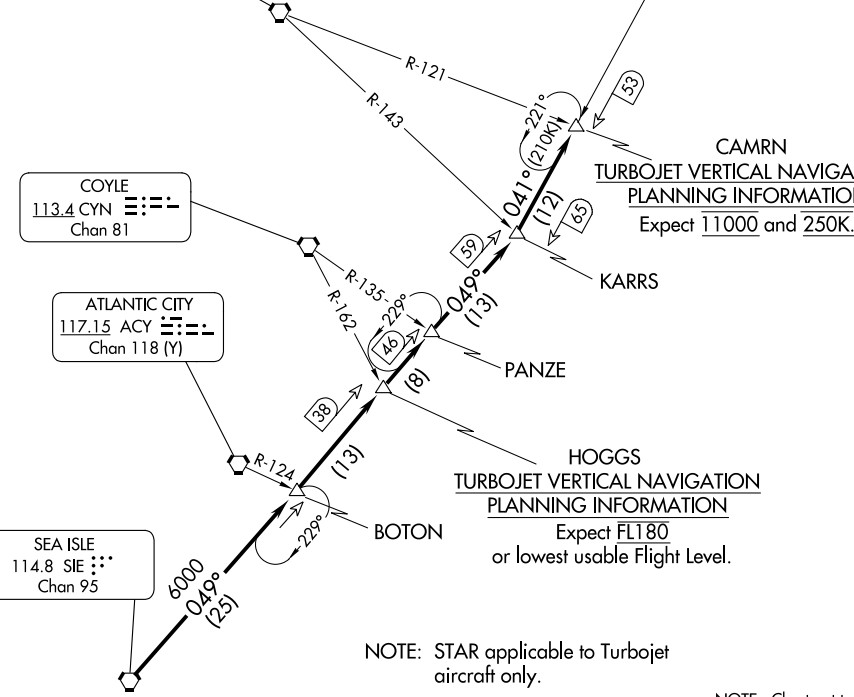 R-121
R-143
53
221°
(210K)
CAMRN
TURBOJET VERTICAL NAVIGA
PLANNING INFORMATIO
Expect 11000 and 250K.
041°
(12)
65
COYLE
113.4 CYN
Chan 81
59
KARRS
R-135
R-162
229°
049°
(13)
ATLANTIC CITY
117.15 ACY
Chan 118 (Y)
46
PANZE
(8)
38
HOGGS
TURBOJET VERTICAL NAVIGATION
PLANNING INFORMATION
Expect FL180
or lowest usable Flight Level.
(13)
R-124
BOTON
229°
SEA ISLE
114.8 SIE
Chan 95
6000
049°
(25)
NOTE: STAR applicable to Turbojet
aircraft only.